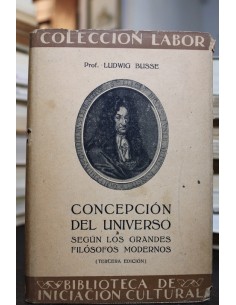 COLECCION LABOR
Prof. LUDWIG BUSSE
CONCEPCIÓN
DEL UNIVERSO
SEGÚN LOS GRANDES
FILÓSOFOS MODERNOS
(TERCERA EDICIÓN)
BIBLIOTECA DE
INICIACION CULTURAL